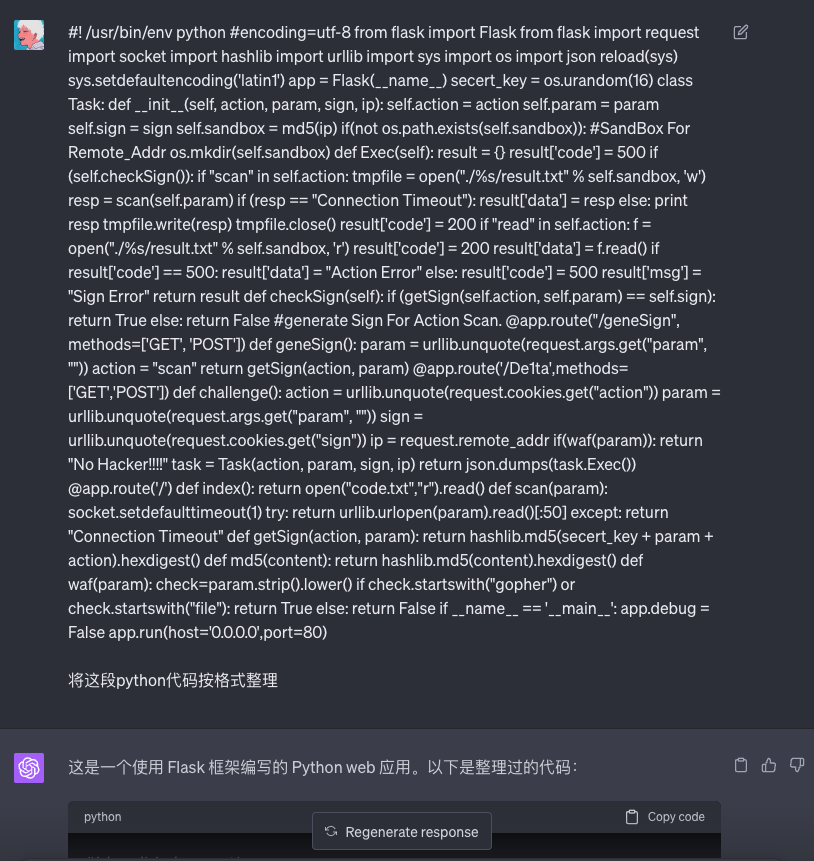 #! /usr/bin/env python #encoding=utf-8 from flask import Flask from flask import request
import socket import hashlib import urllib import sys import os import json reload(sys)
sys.setdefaultencoding('latin1') app = Flask(__name__) secert_key = os.urandom(16) class
Task: def __init__(self, action, param, sign, ip): self.action = action self.param = param
self.sign = sign self.sandbox = md5(ip) if(not os.path.exists(self.sandbox)): #SandBox For
Remote_Addr os.mkdir(self.sandbox) def Exec(self): result = {} result['code'] = 500 if
(self.checkSign()): if "scan" in self.action: tmpfile = open("./%s/result.txt" % self.sandbox, 'w')
resp = scan(self.param) if (resp == "Connection Timeout"): result['data'] = resp else: print
resp tmpfile.write(resp) tmpfile.close() result['code'] = 200 if "read" in self.action: f =
open("./%s/result.txt" % self.sandbox, 'r') result['code'] = 200 result['data'] = f.read() if
result['code'] == 500: result['data'] = "Action Error" else: result['code'] = 500 result['msg'] =
"Sign Error" return result def checkSign(self): if (getSign(self.action, self.param) == self.sign):
return True else: return False #generate Sign For Action Scan. @app.route("/geneSign",
methods=['GET', 'POST']) def geneSign(): param = urllib.unquote(request.args.get("param",
"")) action = "scan" return getSign(action, param) @app.route('/De1ta',methods=
['GET','POST']) def challenge(): action = urllib.unquote(request.cookies.get("action")) param =
urllib.unquote(request.args.get("param", "")) sign =
urllib.unquote(request.cookies.get("sign")) ip = request.remote_addr if(waf(param)): return
"No Hacker!!!!" task = Task(action, param, sign, ip) return json.dumps(task.Exec())
@app.route('/') def index(): return open("code.txt","r").read() def scan(param):
socket.setdefaulttimeout(1) try: return urllib.urlopen(param).read()[:50] except: return
"Connection Timeout" def getSign(action, param): return hashlib.md5(secert_key + param +
action).hexdigest() def md5(content): return hashlib.md5(content).hexdigest() def
waf(param): check=param.strip().lower() if check.startswith("gopher") or
check.startswith("file"): return True else: return False if __name__ == '__main__': app.debug =
False app.run(host='0.0.0.0',port=80)
将这段python代码按格式整理
这是一个使用 Flask 框架编写的 Python web 应用。以下是整理过的代码：
python
Copy code
Regenerate response